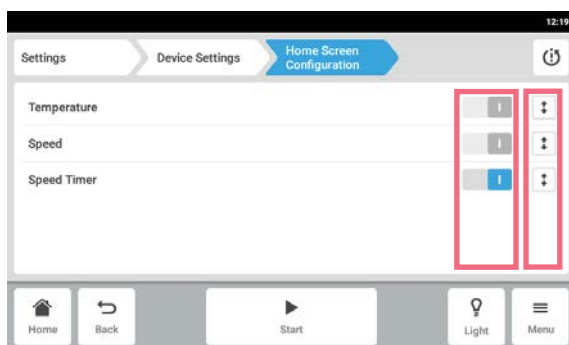 12:19
Settings
Device Settings
Home Screen
Configuration
Temperature
Speed
Speed Timer
Home
Back
Start
Light
Menu